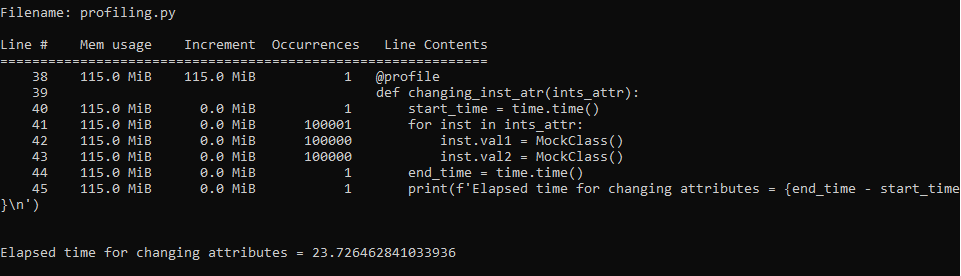 Filename: profiling.py
Line #    Mem usage    Increment  Occurrences   Line Contents
=============================================================
    38    115.0 MiB    115.0 MiB           1   @profile
    39                                         def changing_inst_atr(ints_attr):
    40    115.0 MiB      0.0 MiB           1       start_time = time.time()
    41    115.0 MiB      0.0 MiB      100001       for inst in ints_attr:
    42    115.0 MiB      0.0 MiB      100000           inst.val1 = MockClass()
    43    115.0 MiB      0.0 MiB      100000           inst.val2 = MockClass()
    44    115.0 MiB      0.0 MiB           1       end_time = time.time()
    45    115.0 MiB      0.0 MiB           1       print(f'Elapsed time for changing attributes = {end_time - start_time
}\n')
Elapsed time for changing attributes = 23.726462841033936